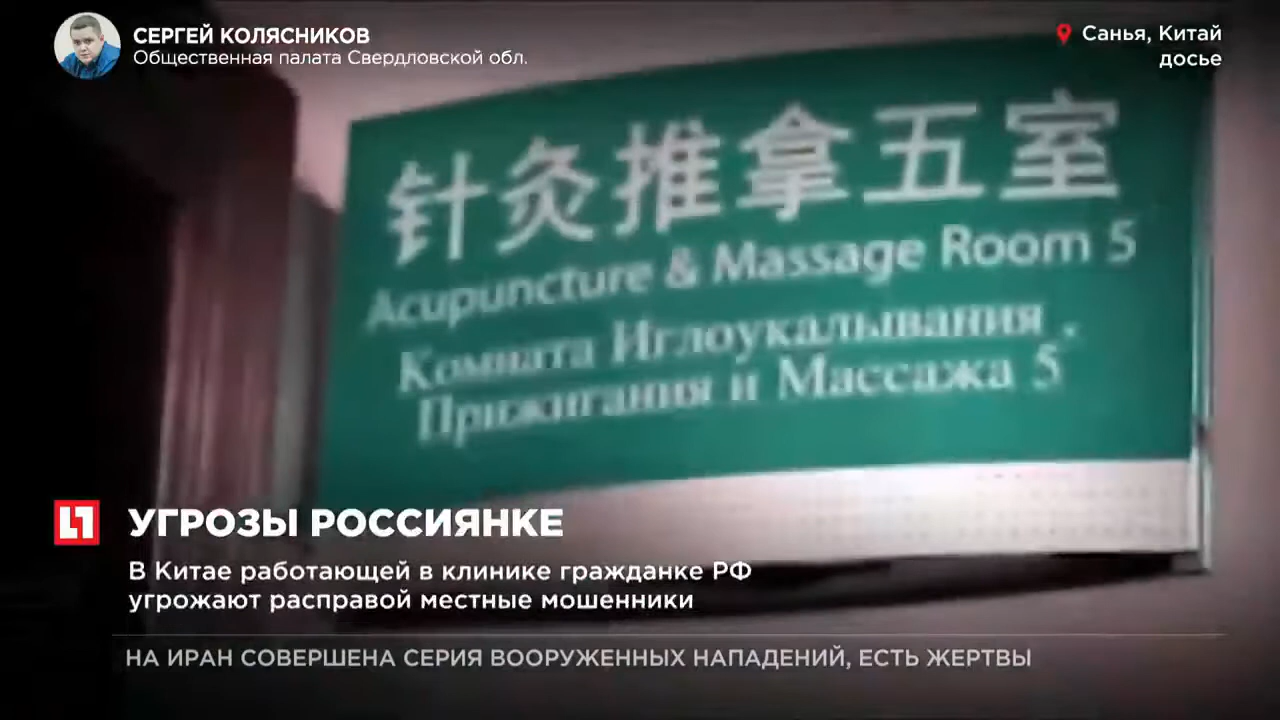 СЕРГЕЙ КОЛЯСНИКОВ
Общественная палата Свердловской обл.
Санья, Китай
досье
针灸推拿五室
Acupuncture & Massage Room 5
Комната Иглоукалывания,
Прижигания и Массажа 5
L1
УГРОЗЫ РОССИЯНКЕ
В Китае работающей в клинике гражданке РФ
угрожают расправой местные мошенники
НА ИРАН СОВЕРШЕНА СЕРИЯ ВООРУЖЕННЫХ НАПАДЕНИЙ, ЕСТЬ ЖЕРТВЫ